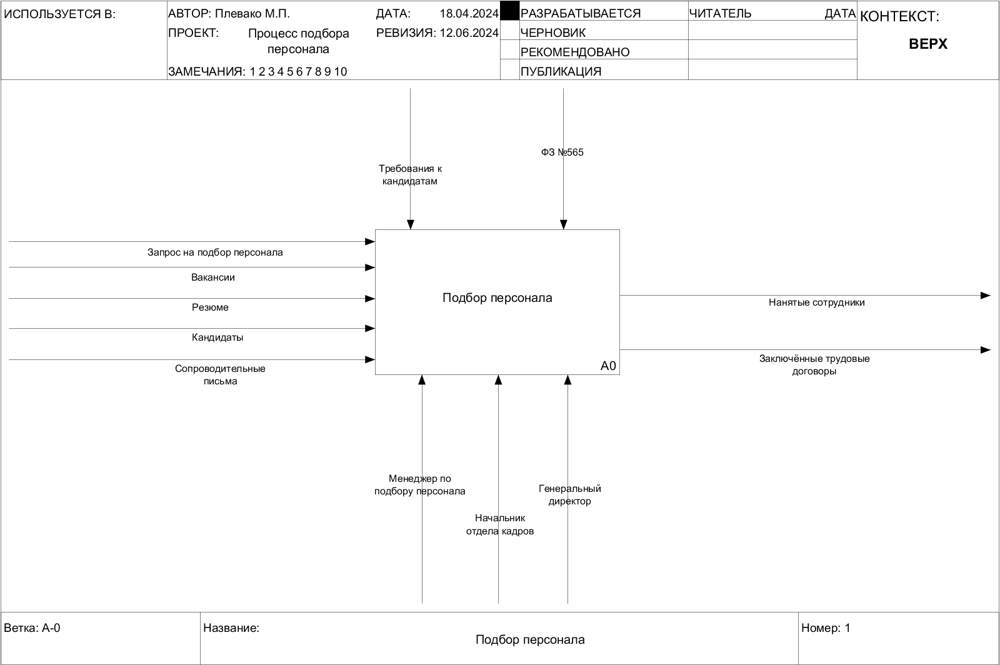 ИСПОЛЬЗУЕТСЯ В:
АВТОР: Плевако М.П.
ДАТА: 18.04.2024
ПРОЕКТ: Процесс подбора
персонала
РЕВИЗИЯ: 12.06.2024
ЗАМЕЧАНИЯ: 1 2 3 4 5 6 7 8 9 10
РАЗРАБАТЫВАЕТСЯ
ЧЕРНОВИК
РЕКОМЕНДОВАНО
ПУБЛИКАЦИЯ
ЧИТАТЕЛЬ ДАТА
КОНТЕКСТ:
ВЕРХ
ФЗ №565
Требования к
кандидатам
Запрос на подбор персонала
Вакансии
Резюме
Кандидаты
Сопроводительные
письма
Подбор персонала
A0
Нанятые сотрудники
Заключённые трудовые
договоры
Менеджер по
подбору персонала
Начальник
отдела кадров
Генеральный
директор
Ветка: A-0
Название:
Подбор персонала
Номер: 1